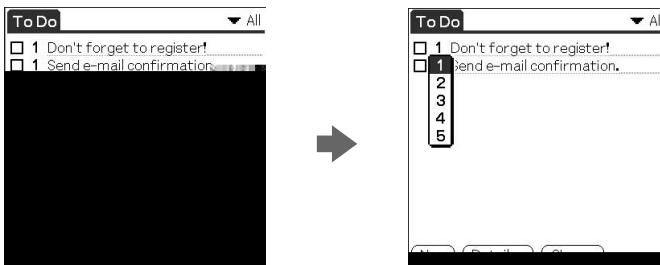 To Do
All
1 Don't forget to register!
1 Send e-mail confirmation.
To Do
1 Don't forget to register!
1 Send e-mail confirmation.
2
3
4
5